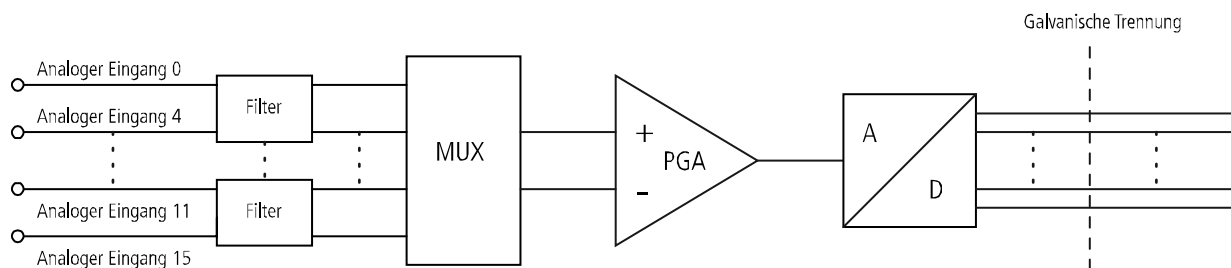 Galvanische Trennung
Analoger Eingang 0
Filter
Analoger Eingang 4
MUX
+
PGA
-
A
D
Analoger Eingang 11
Filter
Analoger Eingang 15